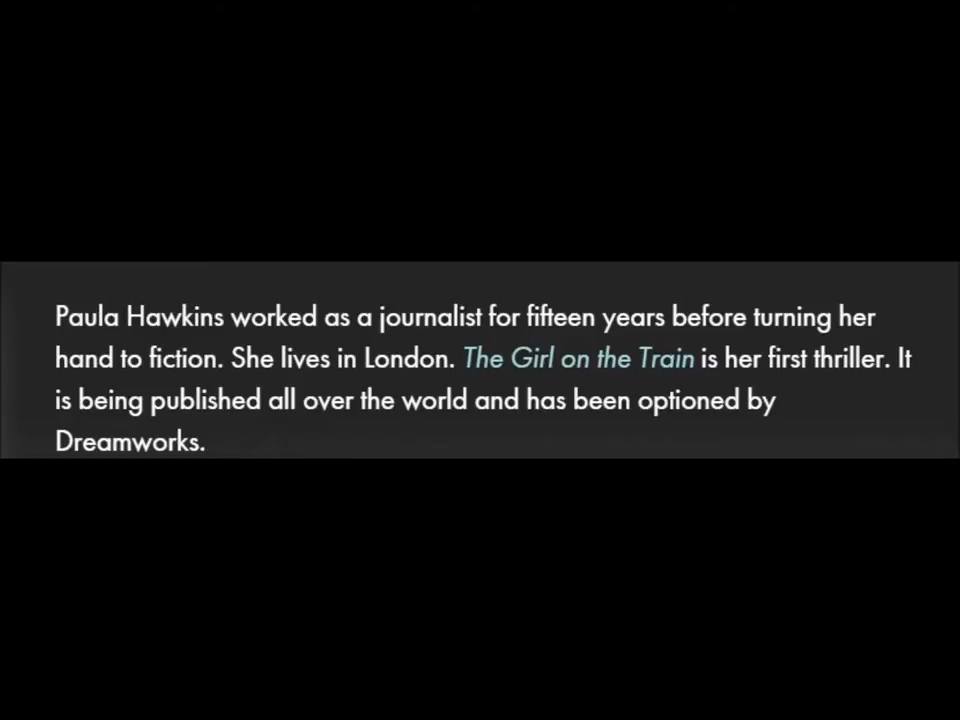 Paula Hawkins worked as a journalist for fifteen years before turning her
hand to fiction. She lives in London. The Girl on the Train is her first thriller. It
is being published all over the world and has been optioned by
Dreamworks.